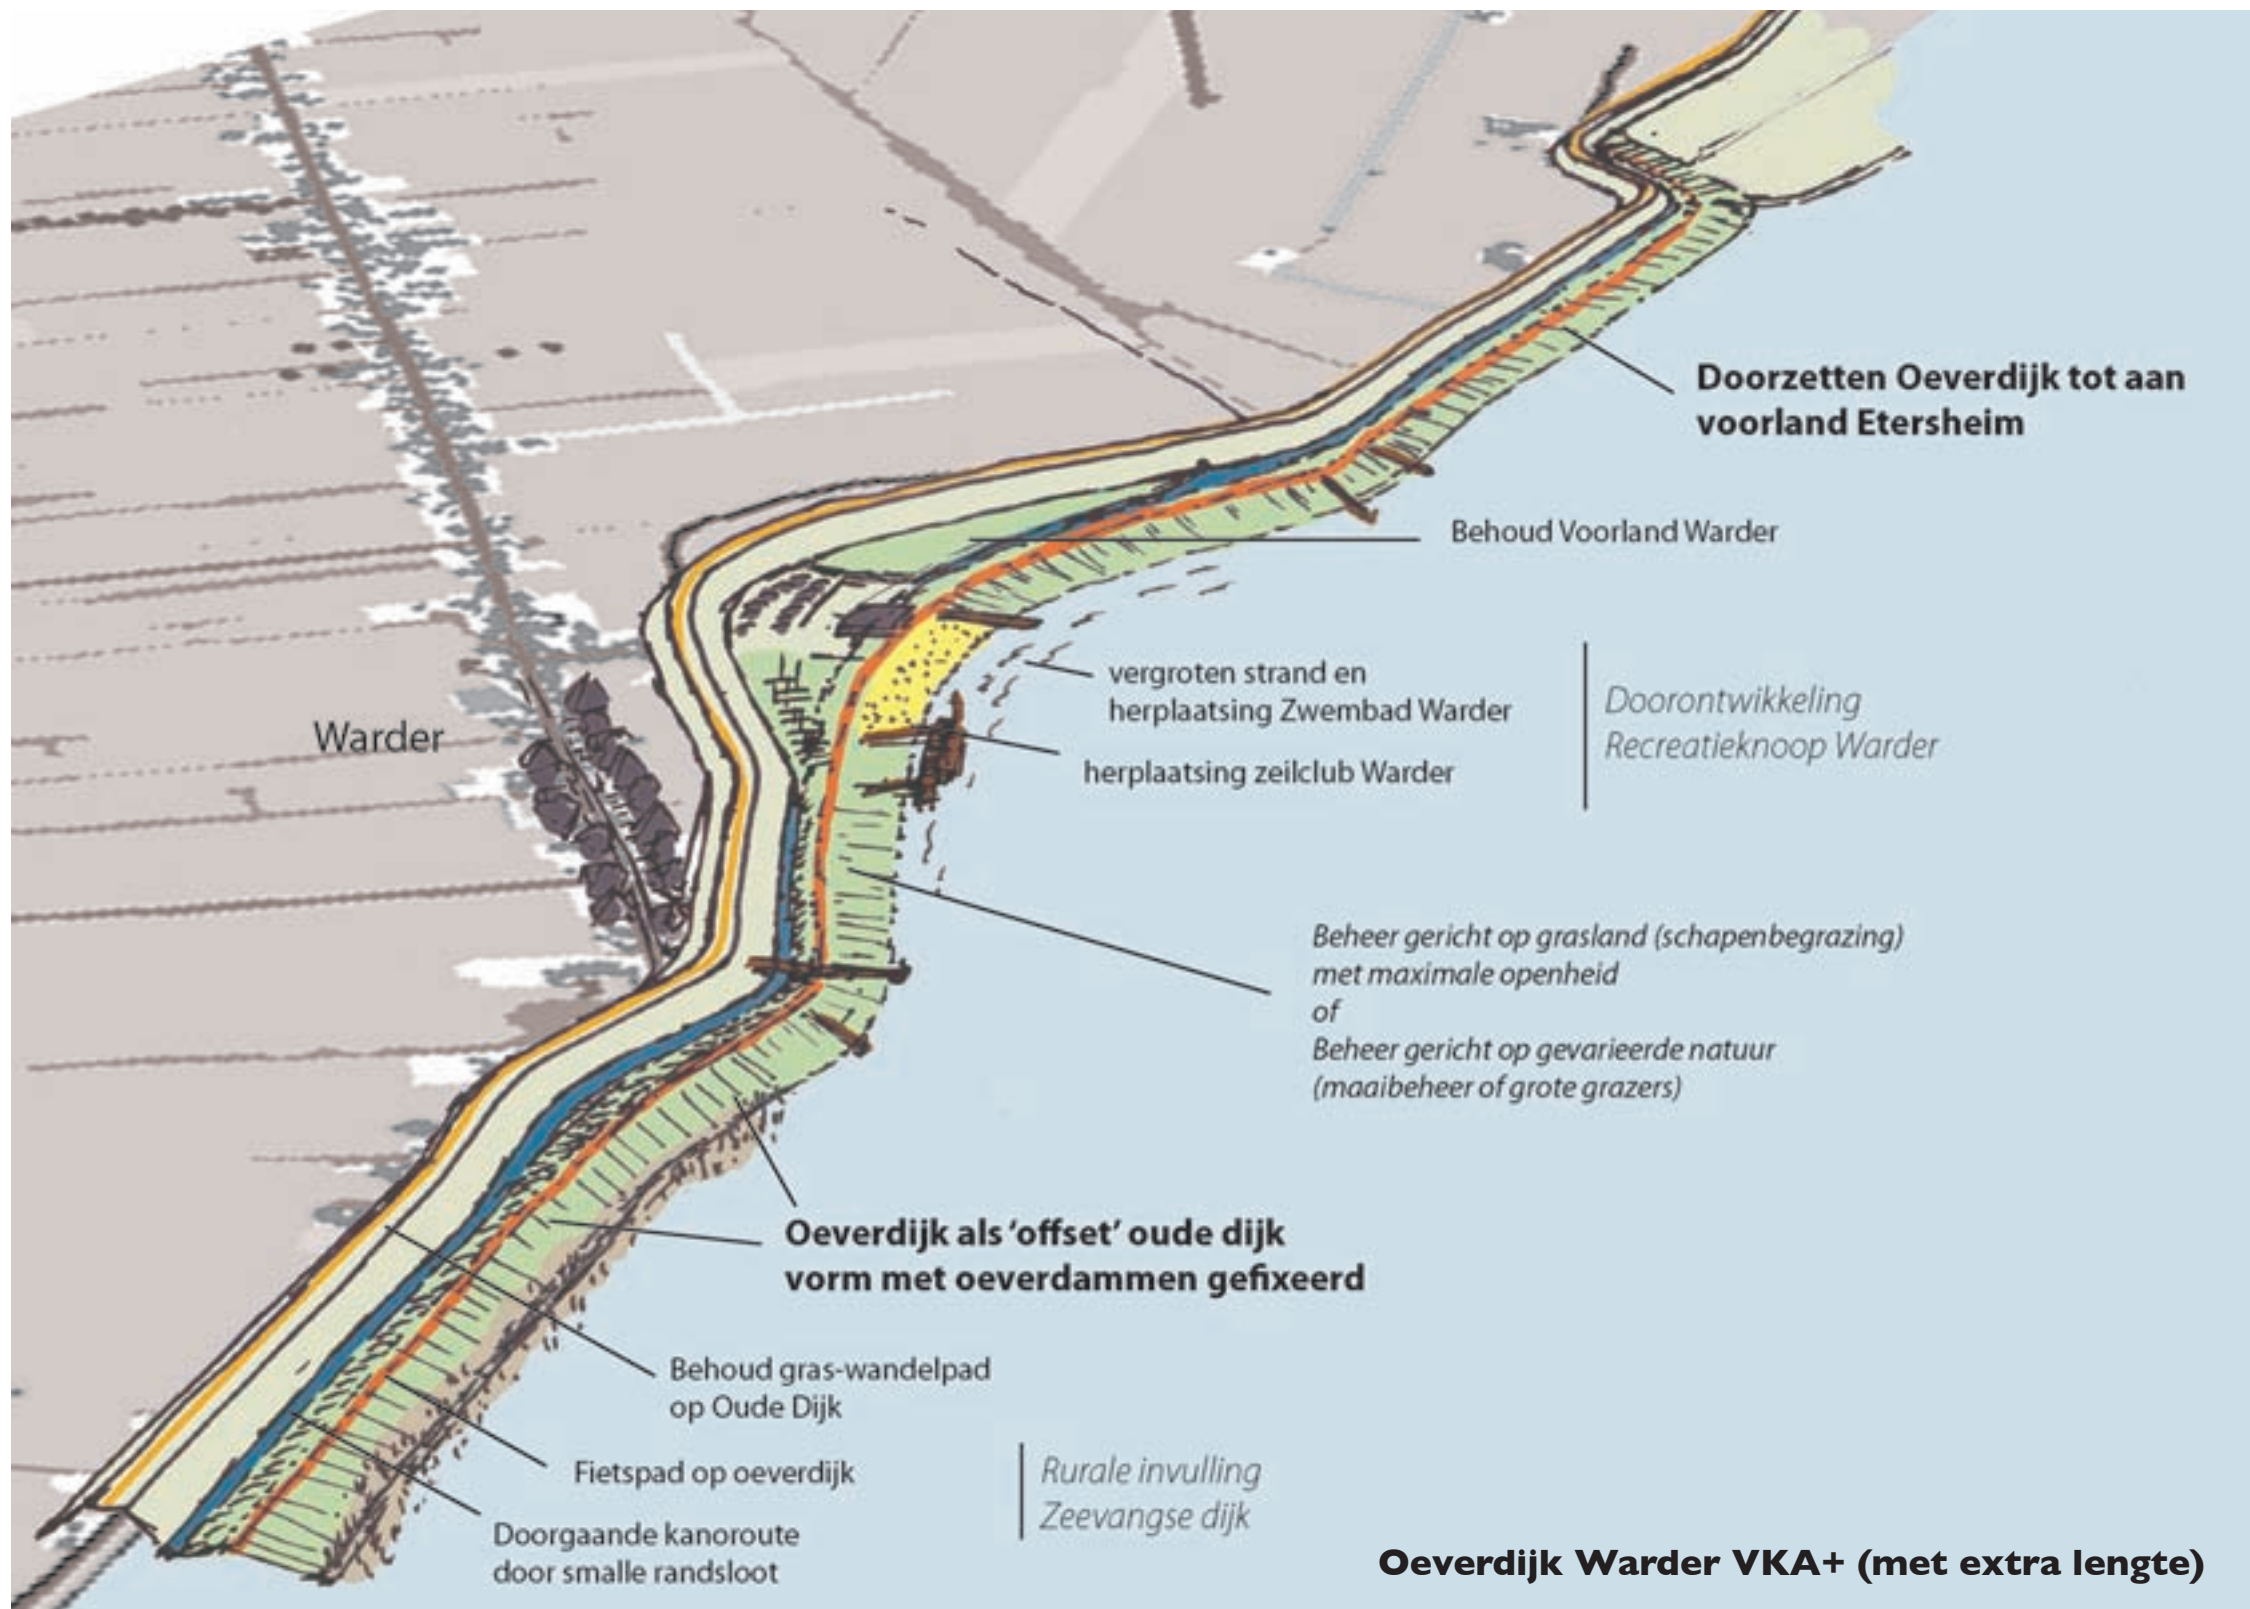 Doorzetten Oeverdijk tot aan
voorland Etersheim
Behoud Voorland Warder
vergroten strand en
herplaatsing Zwembad Warder
Doorontwikkeling
Recreatieknoop Warder
Warder
herplaatsing zeilclub Warder
Beheer gericht op grasland (schapenbegrazing)
met maximale openheid
of
Beheer gericht op gevarieerde natuur
(maaibeheer of grote grazers)
Oeverdijk als ‘offset’ oude dijk
vorm met oeverdammen gefixeerd
Behoud gras-wandelpad
op Oude Dijk
Fietspad op oeverdijk
Rurale invulling
Zeevangse dijk
Doorgaande kanoroute
door smalle randsloot
Oeverdijk Warder VKA+ (met extra lengte)